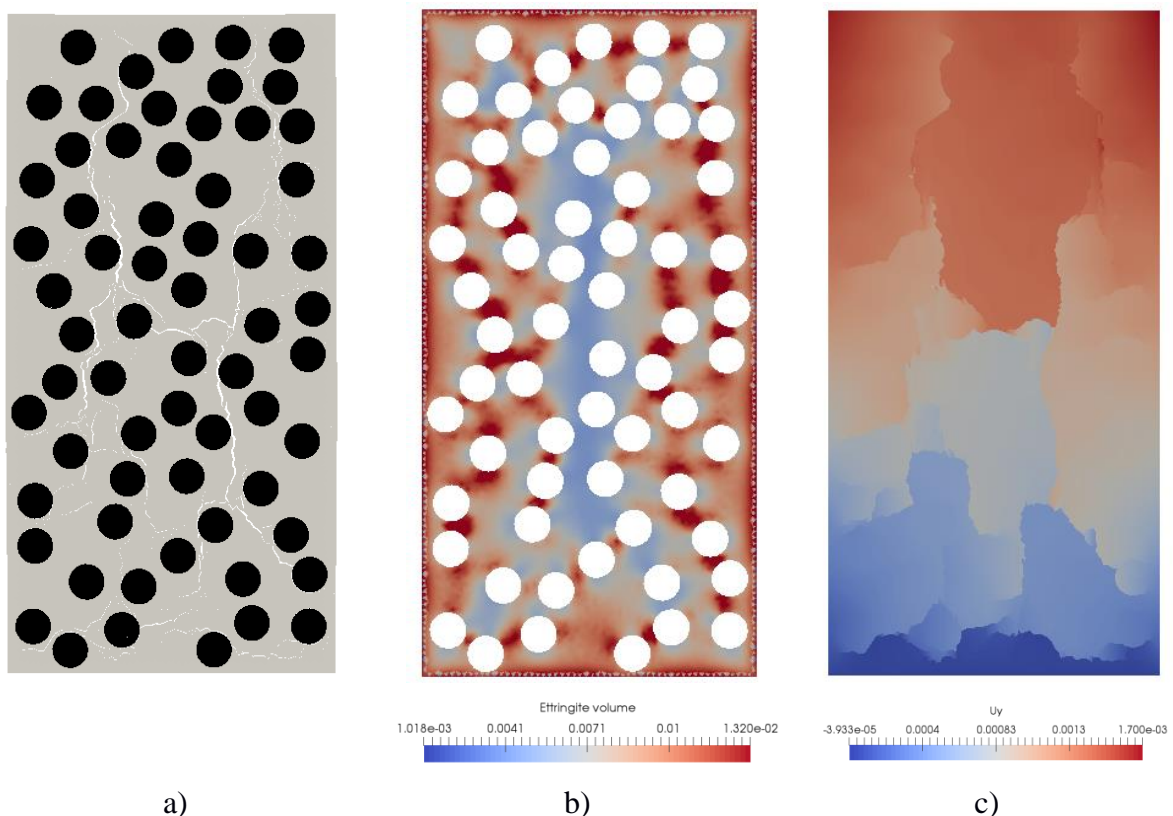 Ettringite volume
1.018e-03 0.0041 0.0071 0.01 1.320e-02
Uy
-3.933e-05 0.0004 0.00083 0.0013 1.700e-03
a) b) c)